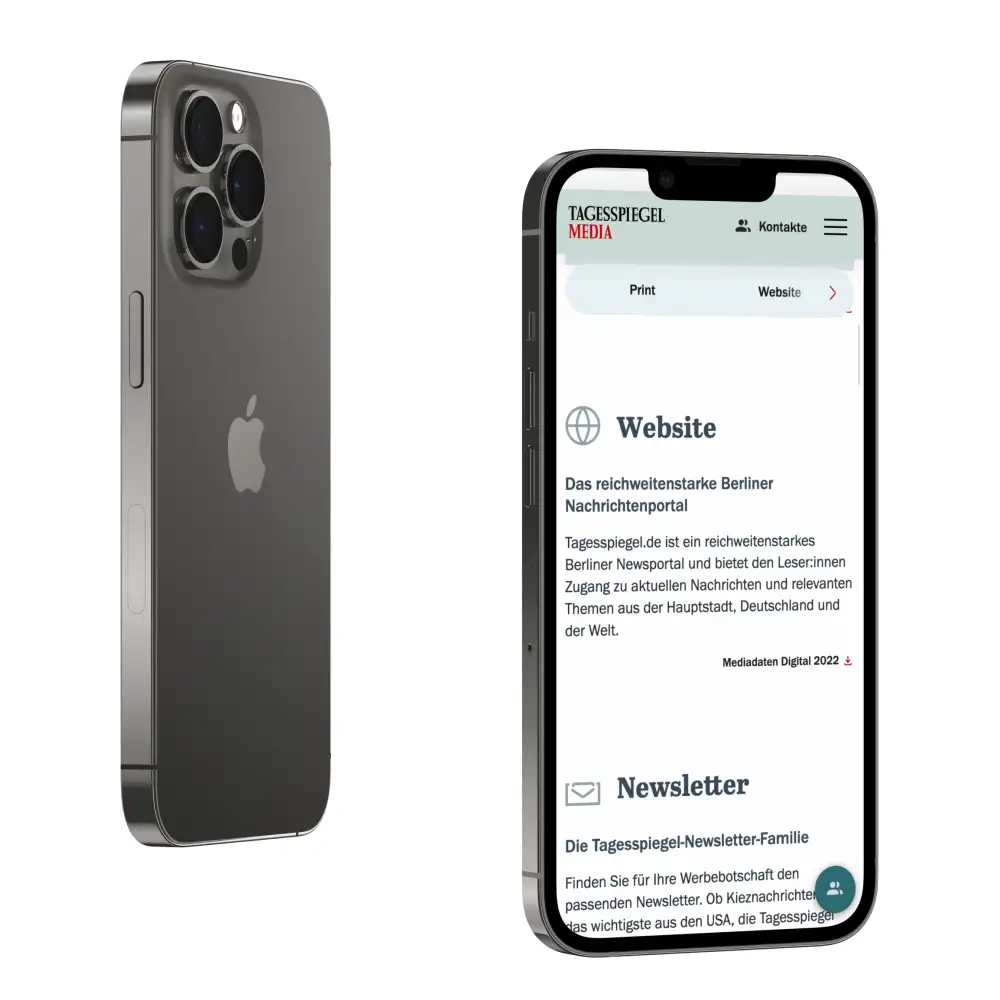 TAGESSPIEGEL
MEDIA
Kontakte
Print
Website
Website
Das reichweitenstarke Berliner
Nachrichtenportal
Tagesspiegel.de ist ein reichweitenstarkes
Berliner Newsportal und bietet den Leser:innen
Zugang zu aktuellen Nachrichten und relevanten
Themen aus der Hauptstadt, Deutschland und
der Welt.
Mediadaten Digital 2022
Newsletter
Die Tagesspiegel-Newsletter-Familie
Finden Sie für Ihre Werbebotschaft den
passenden Newsletter. Ob Kieznachrichten
das wichtigste aus den USA, die Tagesspiegel